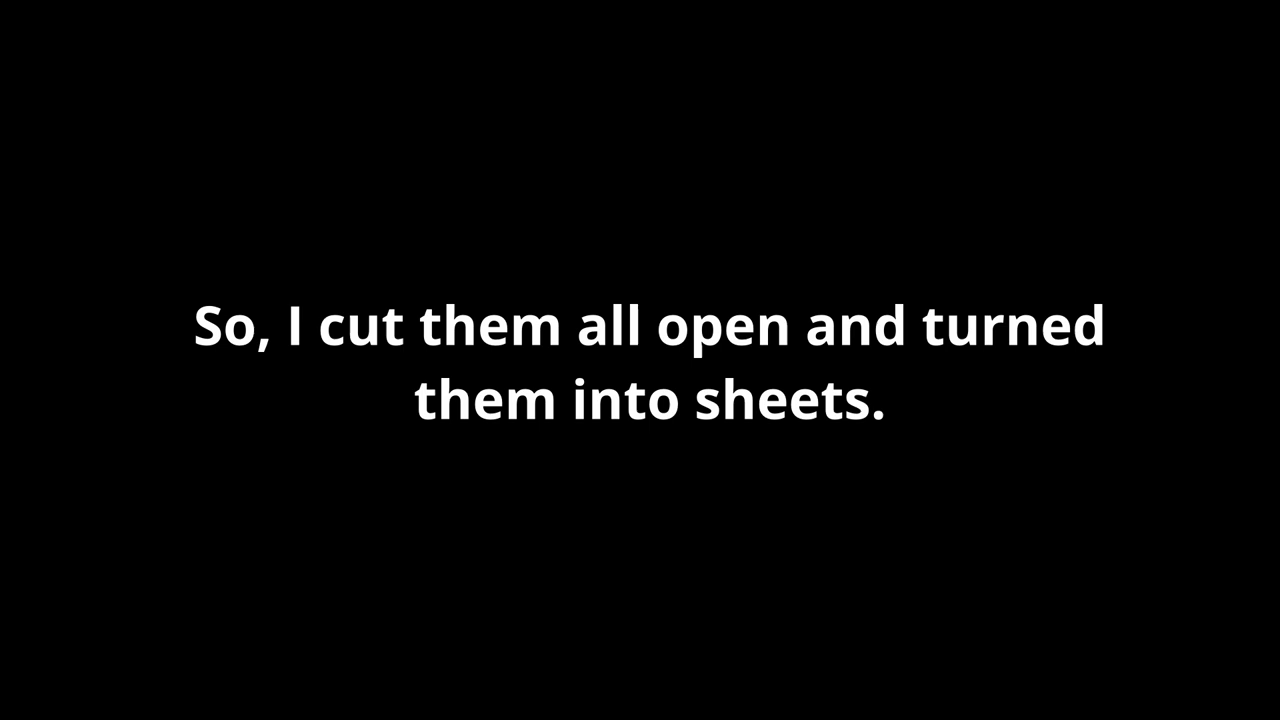 So, I cut them all open and turned
them into sheets.